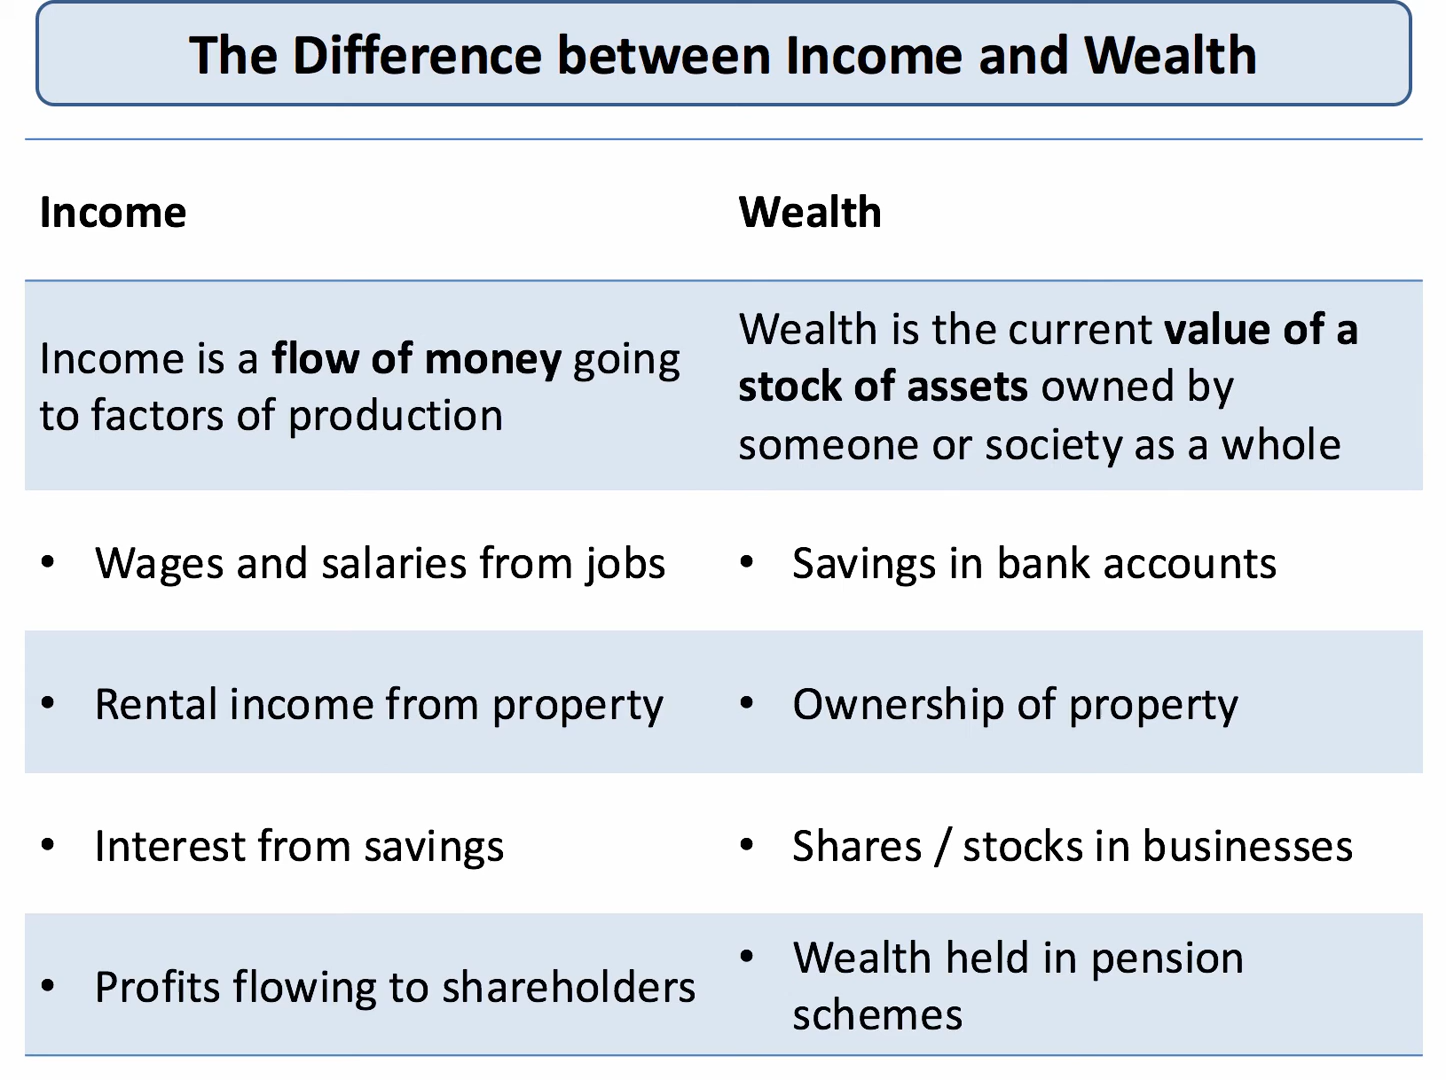 The Difference between Income and Wealth
Income
Wealth
Income is a flow of money going
to factors of production
Wealth is the current value of a
stock of assets owned by
someone or society as a whole
• Wages and salaries from jobs
• Savings in bank accounts
• Rental income from property
• Ownership of property
• Interest from savings
• Shares / stocks in businesses
• Profits flowing to shareholders
• Wealth held in pension
schemes